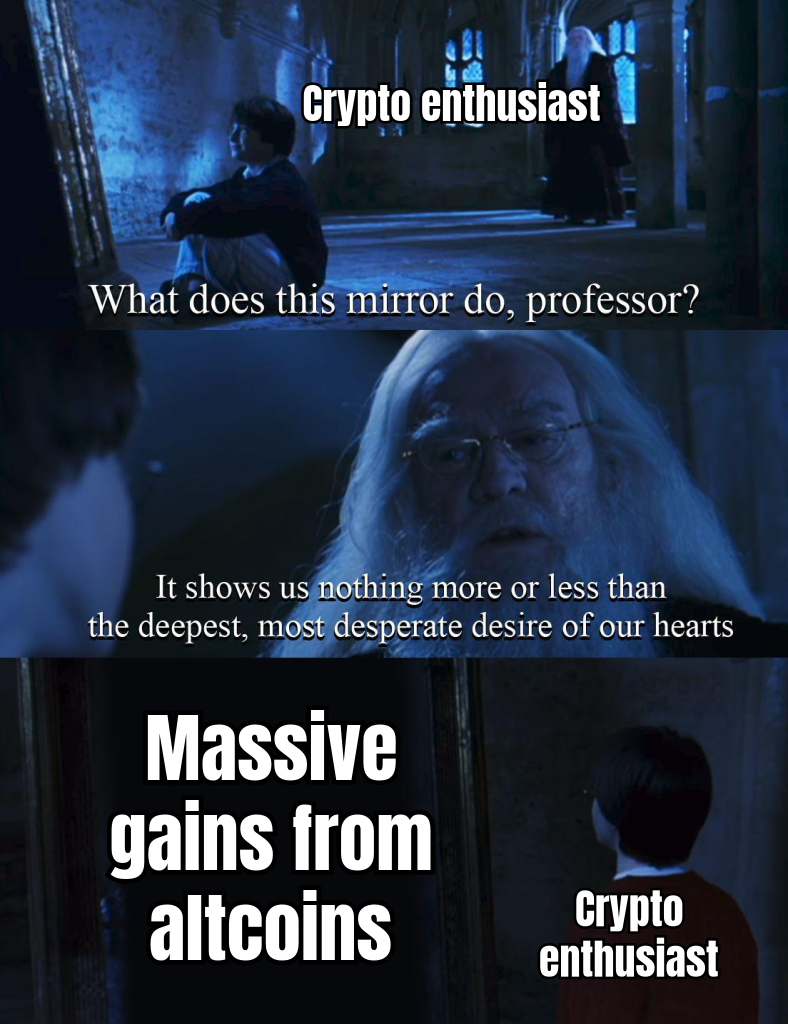 Crypto enthusiast
What does this mirror do, professor?
It shows us nothing more or less than
the deepest, most desperate desire of our hearts
Massive
gains from
altcoins
Crypto
enthusiast